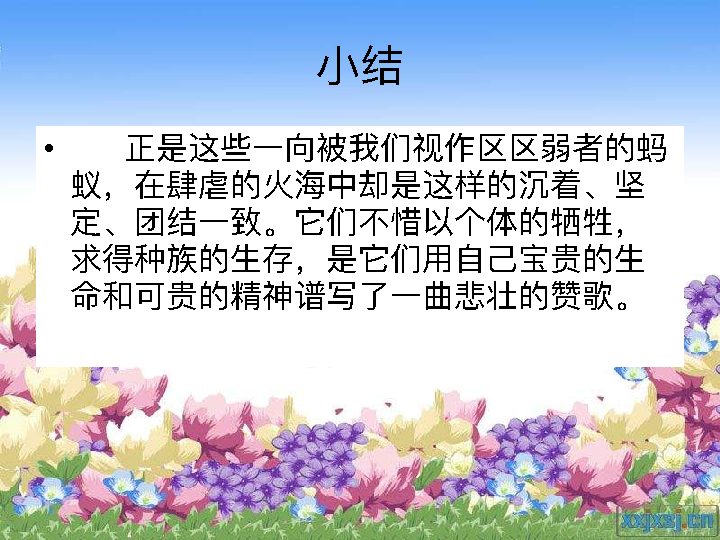 小结
• 正是这些一向被我们视作区区弱者的蚂
蚁，在肆虐的火海中却是这样的沉着、坚
定、团结一致。它们不惜以个体的牺牲，
求得种族的生存，是它们用自己宝贵的生
命和可贵的精神谱写了一曲悲壮的赞歌。
xxjxsj.cn